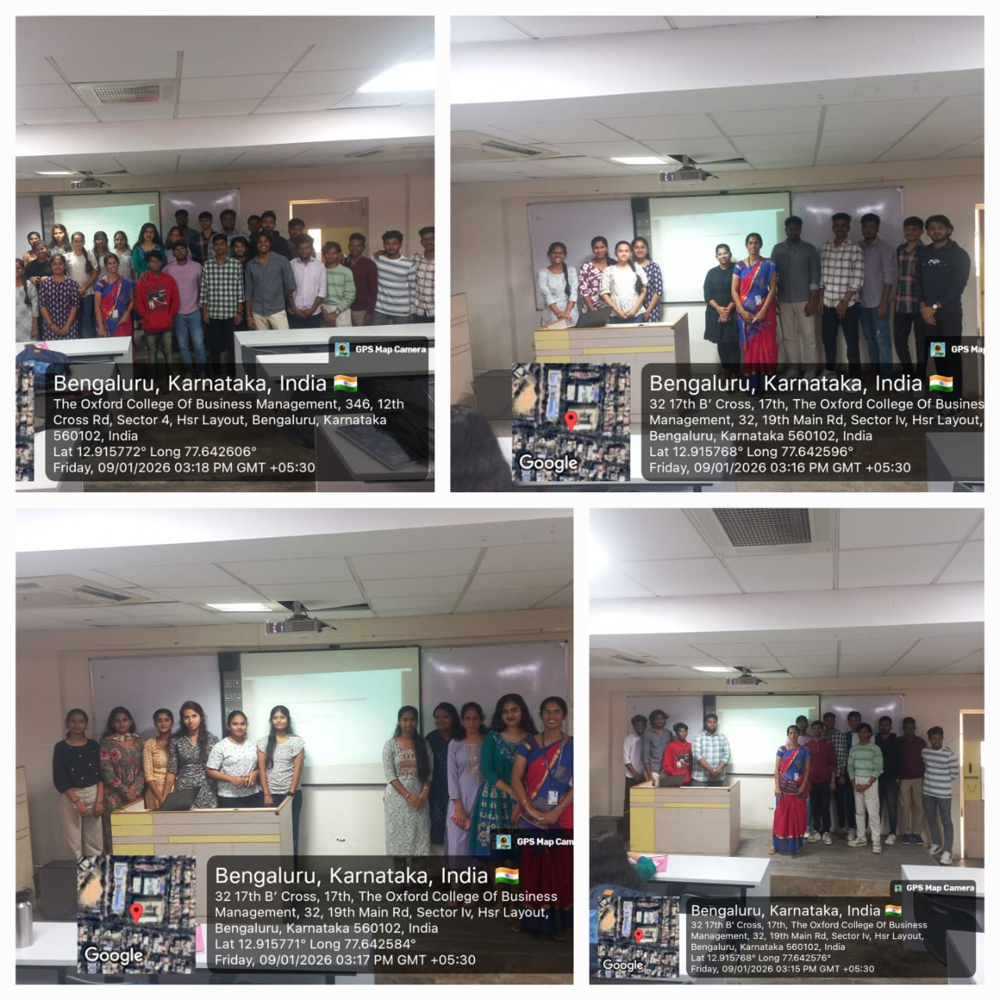 GPS Map Camera
Bengaluru, Karnataka, India
The Oxford College Of Business Management, 346, 12th
Cross Rd, Sector 4, Hsr Layout, Bengaluru, Karnataka
560102, India
Lat 12.915772° Long 77.642606°
Friday, 09/01/2026 03:18 PM GMT +05:30
GPS Map
Bengaluru, Karnataka, India
32 17th B' Cross, 17th, The Oxford College Of Busines
Management, 32, 19th Main Rd, Sector Iv, Hsr Layout,
Bengaluru, Karnataka 560102, India
Lat 12.915768° Long 77.642596°
Friday, 09/01/2026 03:16 PM GMT +05:30
Google
GPS Map Cam
Bengaluru, Karnataka, India
32 17th B' Cross, 17th, The Oxford College Of Business
Management, 32, 19th Main Rd, Sector Iv, Hsr Layout,
Bengaluru, Karnataka 560102, India
Lat 12.915771° Long 77.642584°
Friday, 09/01/2026 03:17 PM GMT +05:30
Google
GPS Map Camera
Bengaluru, Karnataka, India
32 17th B' Cross, 17th, The Oxford College Of Business
Management, 32, 19th Main Rd, Sector Iv, Hsr Layout,
Bengaluru, Karnataka 560102, India
Lat 12.915768° Long 77.642576°
Friday, 09/01/2026 03:15 PM GMT +05:30
Google